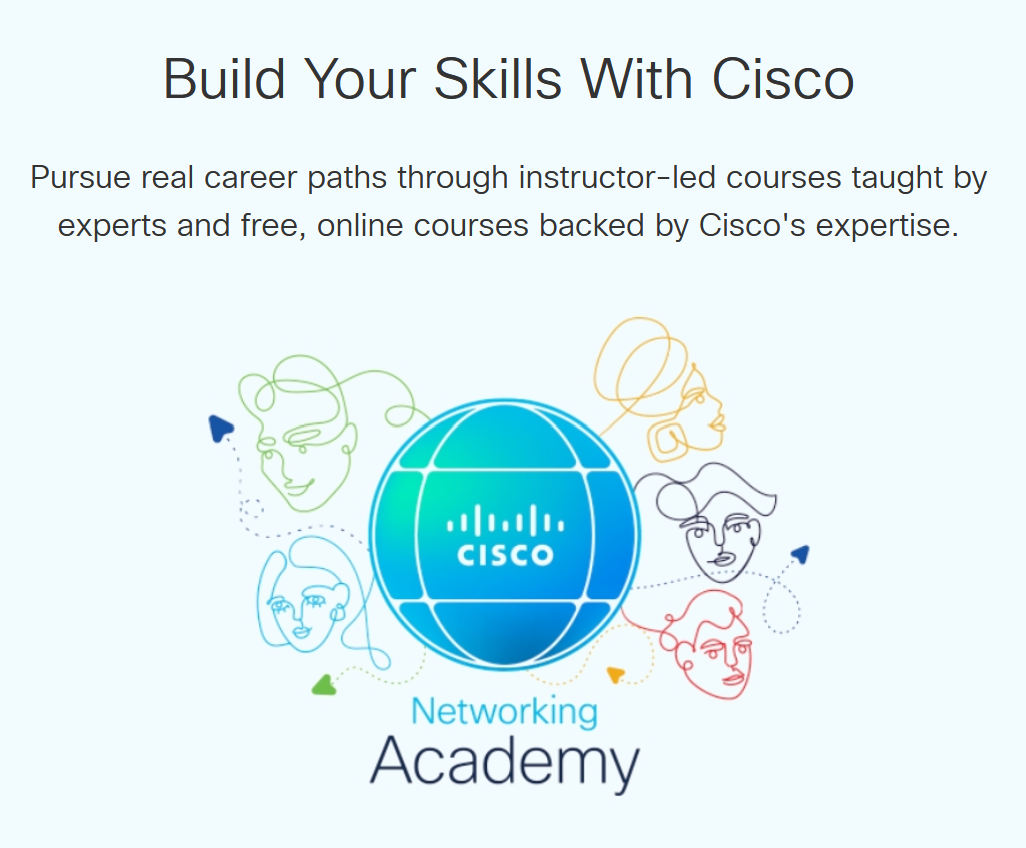 Build Your Skills With Cisco
Pursue real career paths through instructor-led courses taught by
experts and free, online courses backed by Cisco's expertise.
CISCO
Networking
Academy